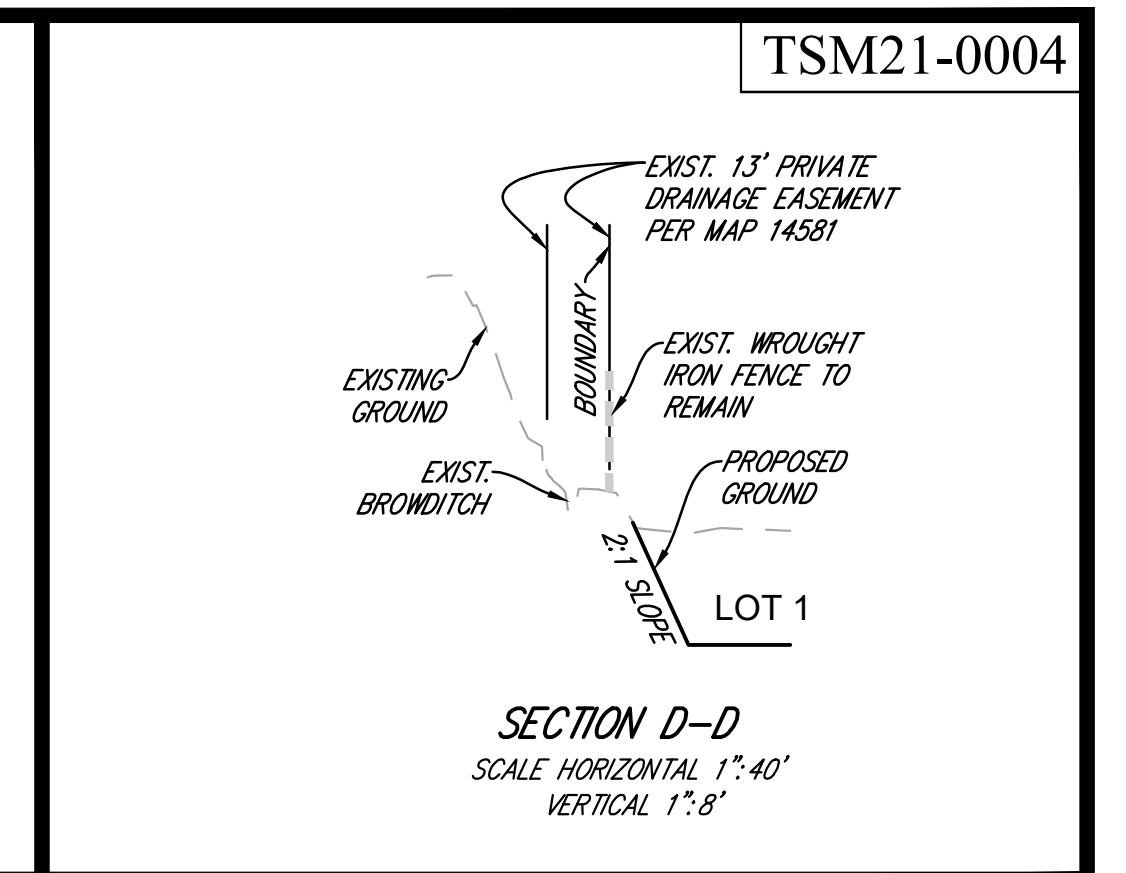 TSM21-0004
EXIST. 13' PRIVATE
DRAINAGE EASEMENT
PER MAP 14581
BOUNDARY
EXIST. WROUGHT
IRON FENCE TO
REMAIN
EXISTING
GROUND
EXIST.
BROWDITCH
PROPOSED
GROUND
2:1 SLOPE
LOT 1
SECTION D-D
SCALE HORIZONTAL 1":40'
VERTICAL 1":8'